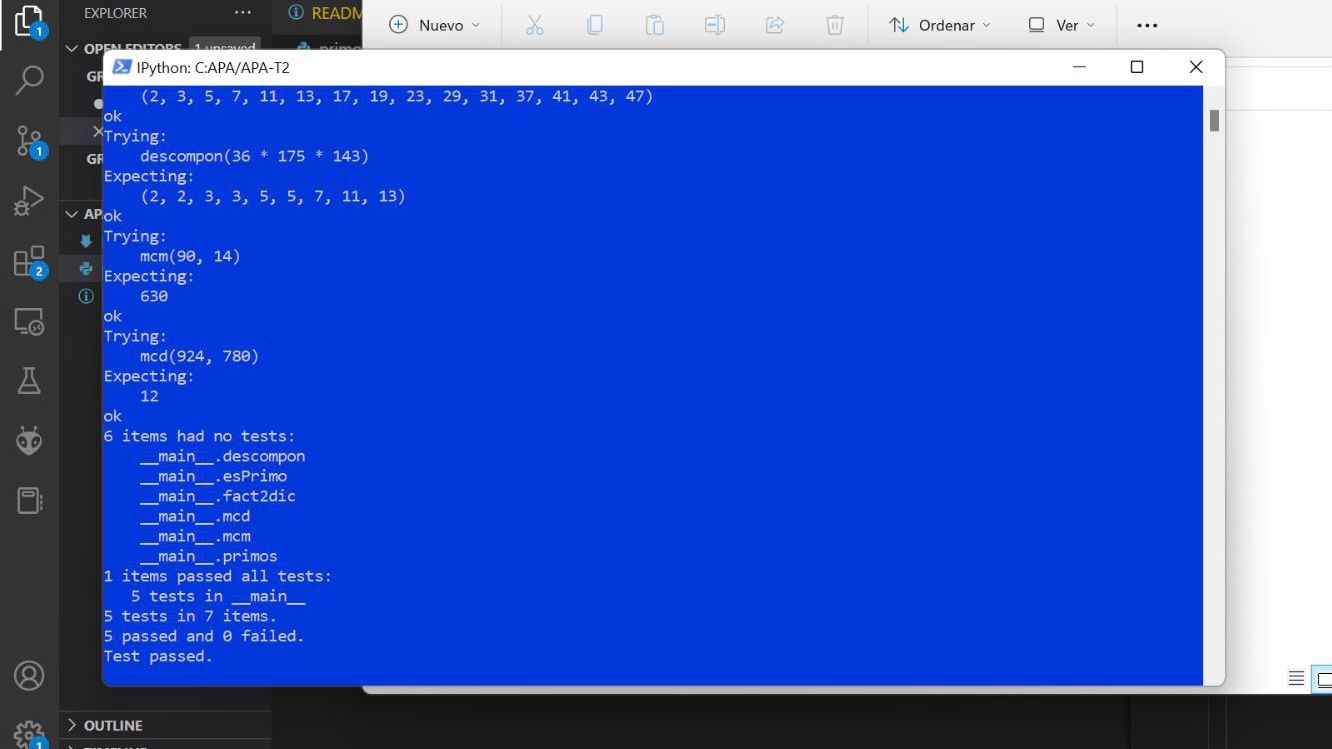 EXPLORER
OPEN EDITORS
1 unsaved
README
Nuevo
Ordenar
Ver
IPython: C:APA/APA-T2
(2, 3, 5, 7, 11, 13, 17, 19, 23, 29, 31, 37, 41, 43, 47)
ok
Trying:
descompon(36 * 175 * 143)
Expecting:
(2, 2, 3, 3, 5, 5, 7, 11, 13)
ok
Trying:
mcm(90, 14)
Expecting:
630
ok
Trying:
mcd(924, 780)
Expecting:
12
ok
6 items had no tests:
__main__.descompon
__main__.esPrimo
__main__.fact2dic
__main__.mcd
__main__.mcm
__main__.primos
1 items passed all tests:
5 tests in __main__
5 tests in 7 items.
5 passed and 0 failed.
Test passed.
1
1
2
1
GR
GR
AP
OUTLINE